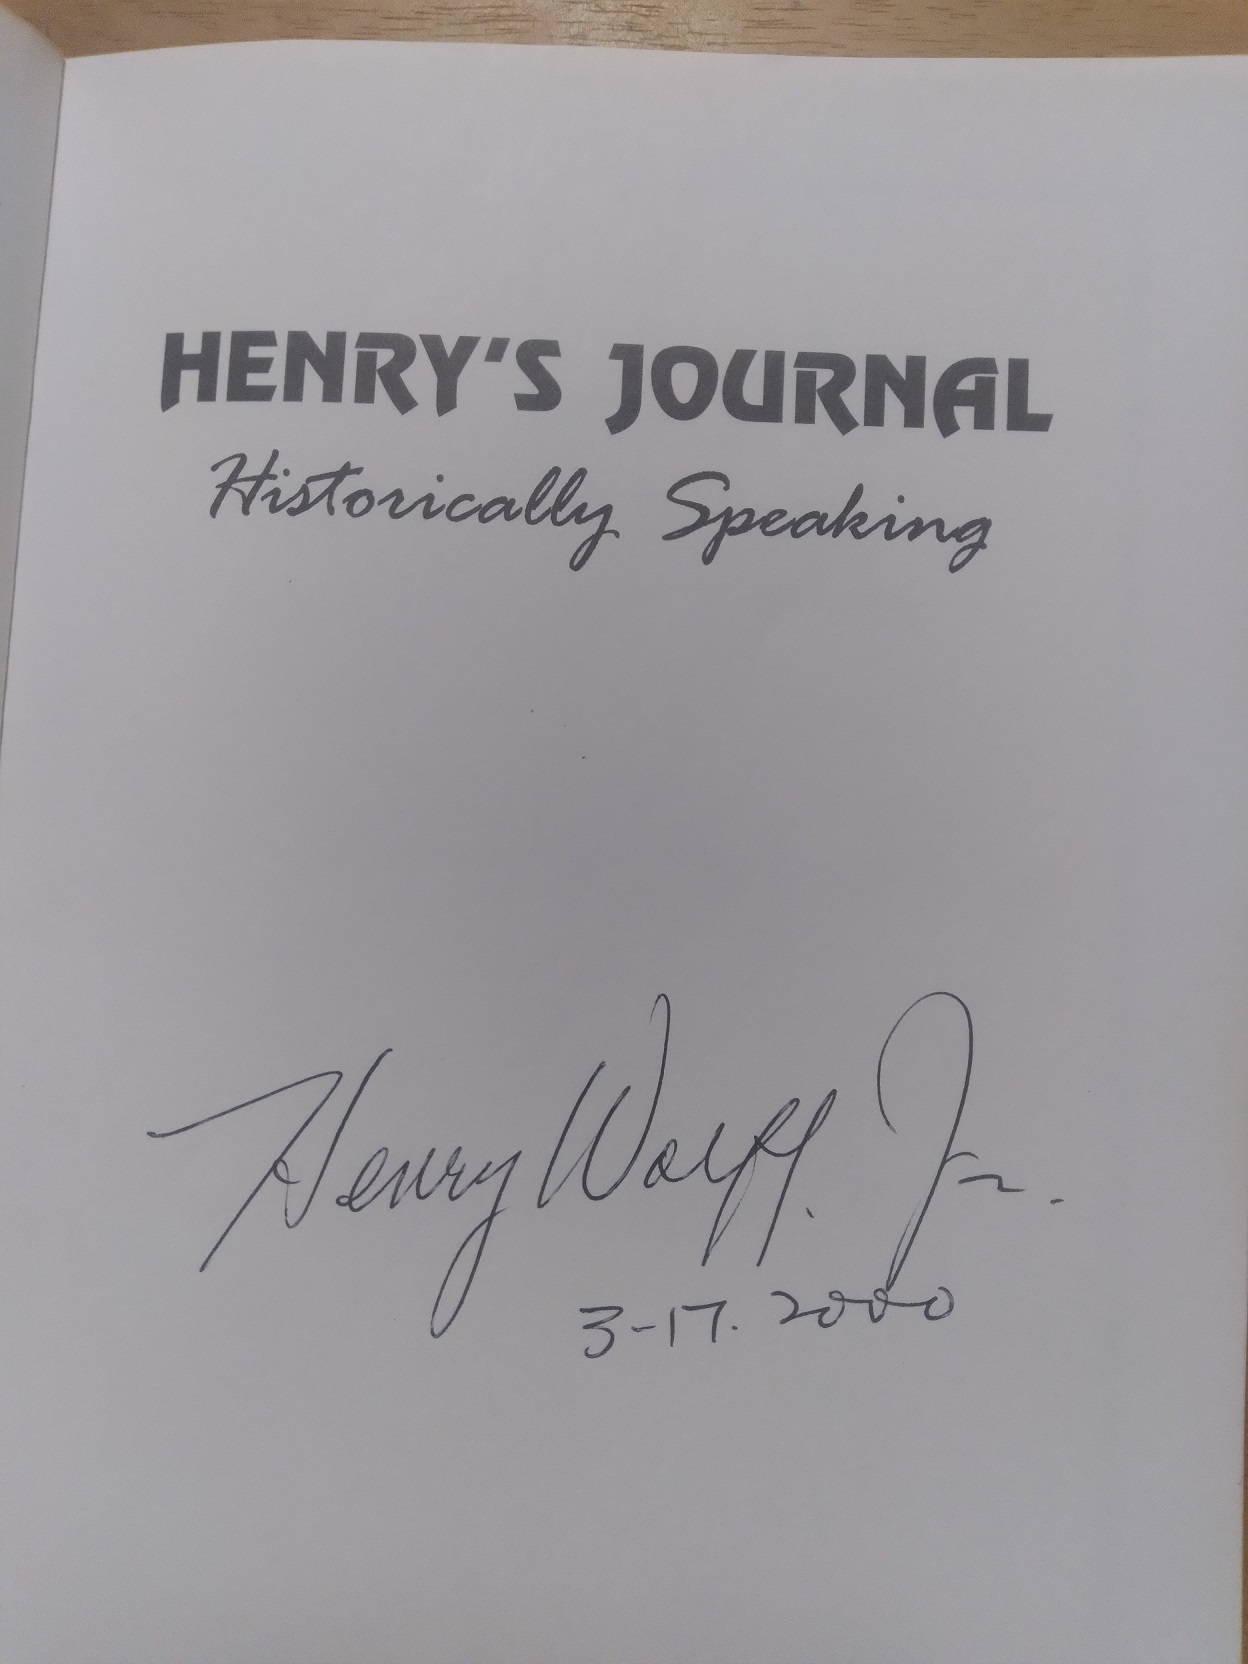 HENRY'S JOURNAL
Historically Speaking
Henry Wolff, Jr.
3-17-2000